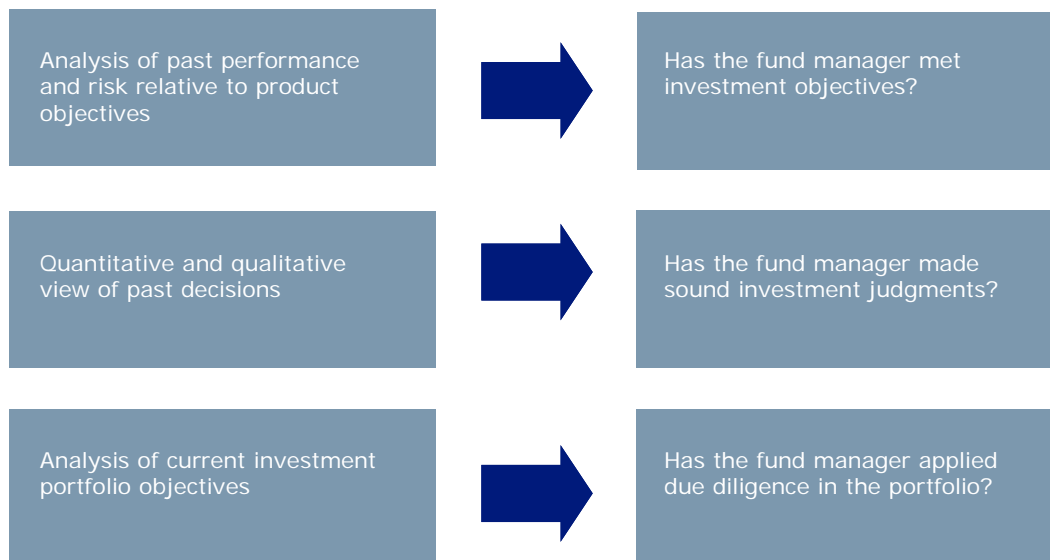 Analysis of past performance
and risk relative to product
objectives
Has the fund manager met
investment objectives?
Quantitative and qualitative
view of past decisions
Has the fund manager made
sound investment judgments?
Analysis of current investment
portfolio objectives
Has the fund manager applied
due diligence in the portfolio?